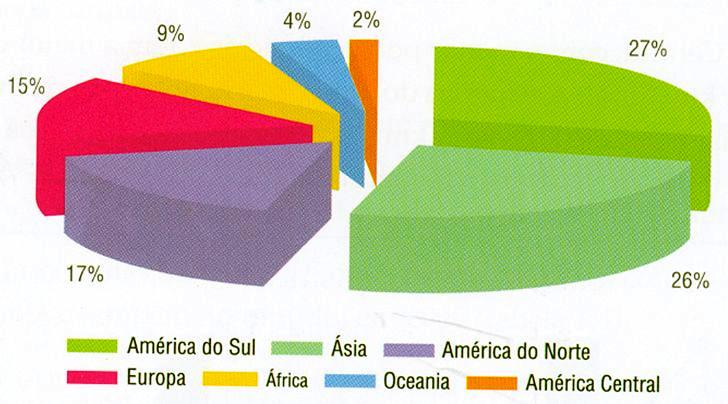 4%
2%
9%
27%
15%
17%
26%
América do Sul
Ásia
América do Norte
Europa
África
Oceania
América Central